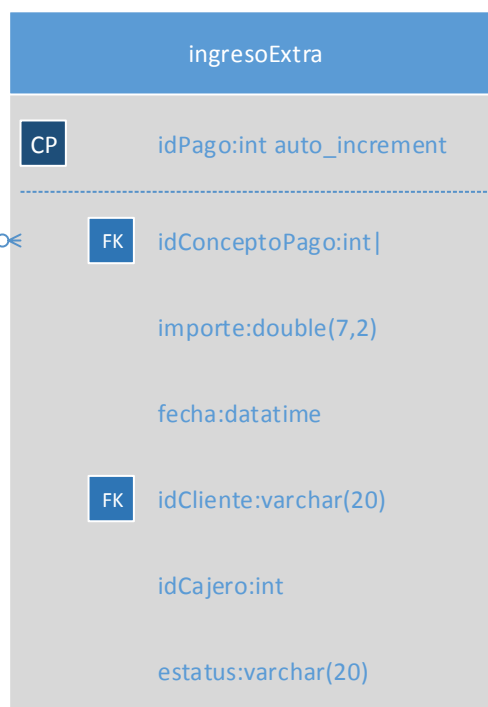 ingresoExtra
CP idPago:int auto_increment
FK idConceptoPago:int|
importe:double(7,2)
fecha:datatime
FK idCliente:varchar(20)
idCajero:int
estatus:varchar(20)